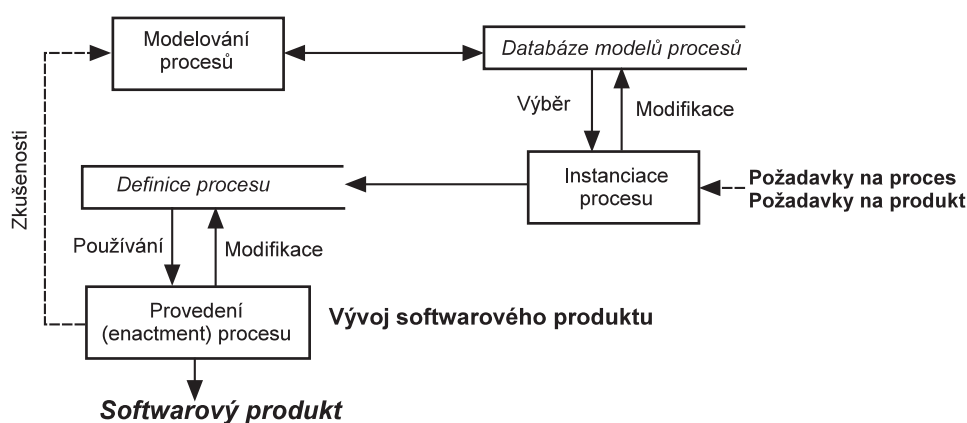 Modelování
procesů
Databáze modelů procesů
Výběr
Modifikace
Zkušenosti
Definice procesu
Instanciace
procesu
Požadavky na proces
Požadavky na produkt
Používání
Modifikace
Provedení
(enactment) procesu
Vývoj softwarového produktu
Softwarový produkt